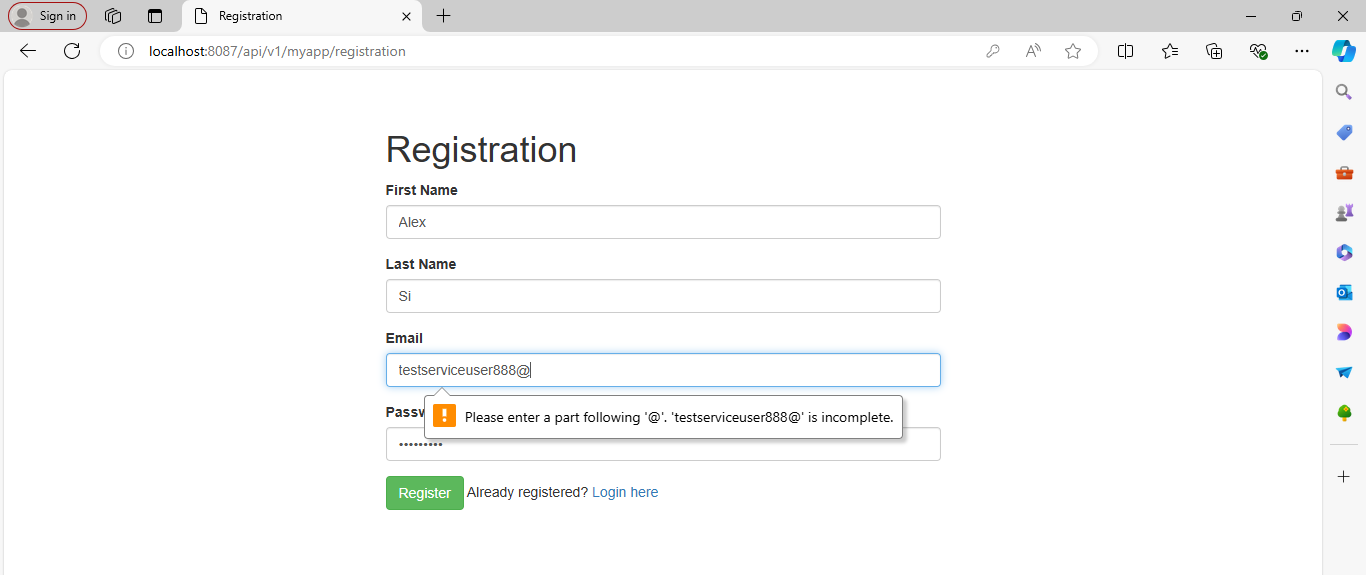 Sign in
Registration
localhost:8087/api/v1/myapp/registration
Registration
First Name
Alex
Last Name
Si
Email
testserviceuser888@
Please enter a part following '@'. 'testserviceuser888@' is incomplete.
Register Already registered? Login here